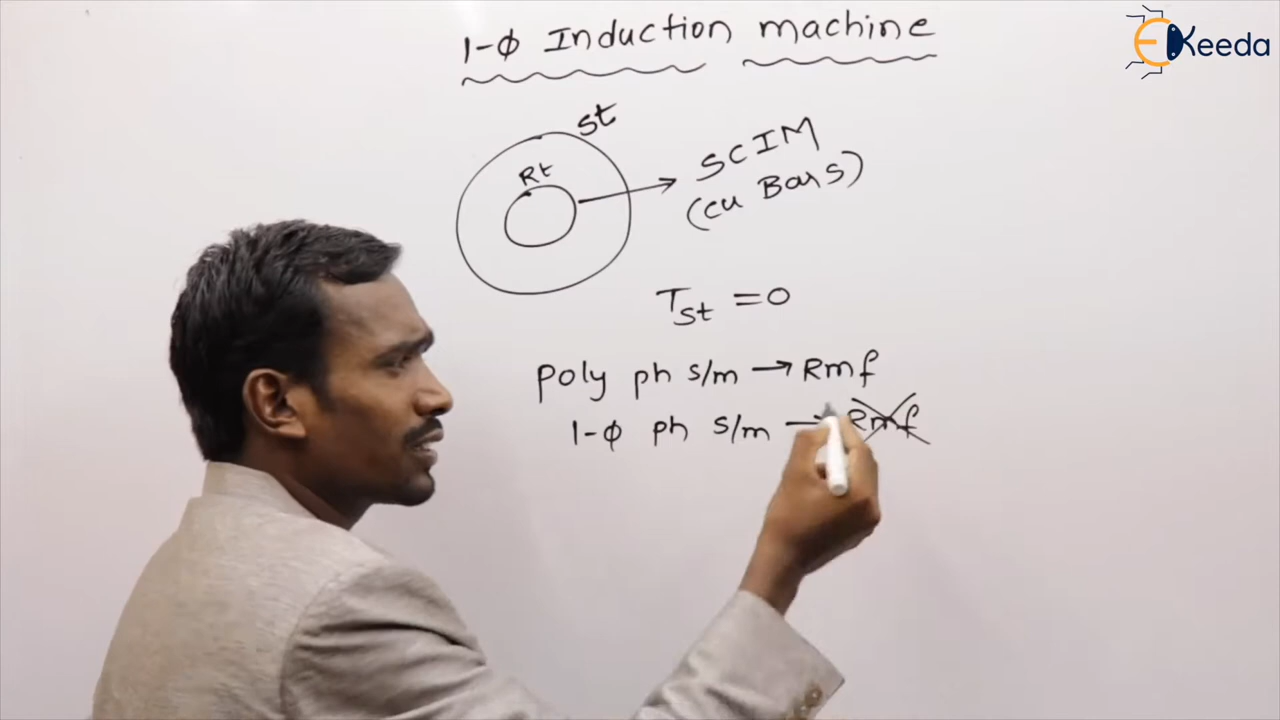 1-φ Induction machine
EKeeda
St
Rt
SCIM
(cu Bars)
Tst = 0
poly ph s/m → Rmf
1-φ ph s/m → Rmf